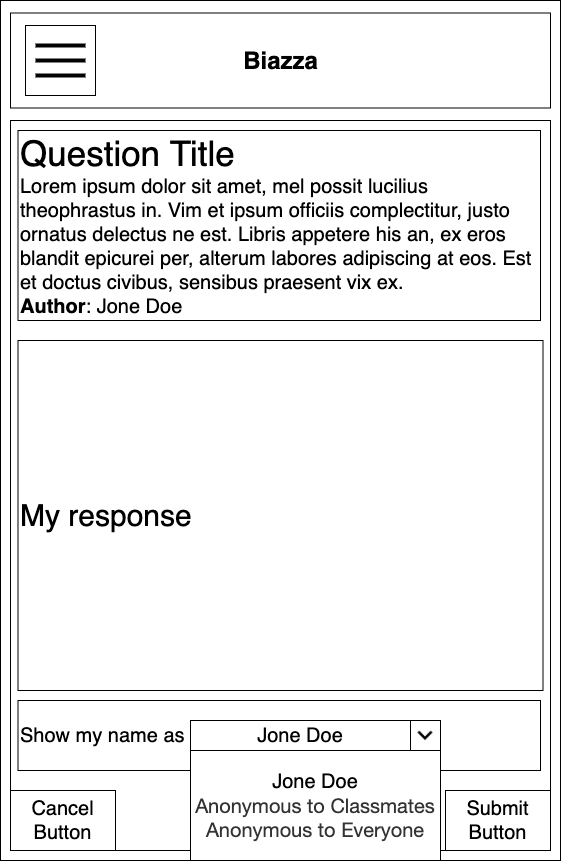 Biazza
Question Title
Lorem ipsum dolor sit amet, mel possit lucilius
theophrastus in. Vim et ipsum officiis complectitur, justo
ornatus delectus ne est. Libris appetere his an, ex eros
blandit epicurei per, alterum labores adipiscing at eos. Est
et doctus civibus, sensibus praesent vix ex.
Author: Jone Doe
My response
Show my name as Jone Doe
Jone Doe
Anonymous to Classmates
Anonymous to Everyone
Cancel
Button
Submit
Button